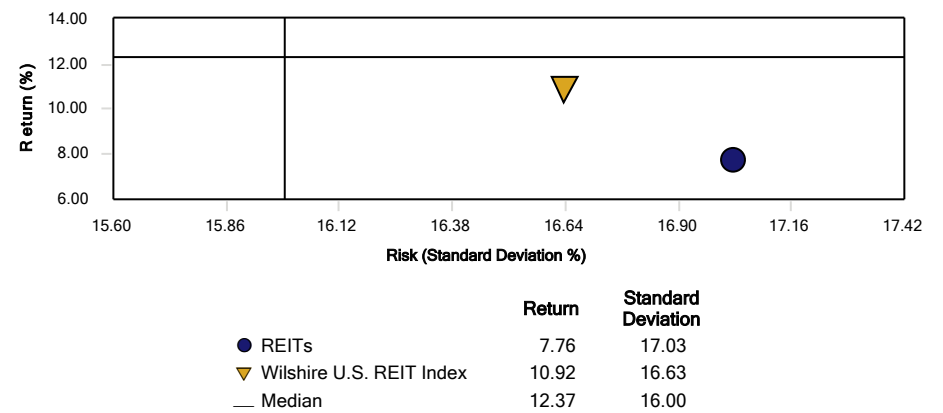 14.00
12.00
10.00
8.00
6.00
Return (%)
15.60 15.86 16.12 16.38 16.64 16.90 17.16 17.42
Risk (Standard Deviation %)
Return Standard Deviation
REITs 7.76 17.03
Wilshire U.S. REIT Index 10.92 16.63
Median 12.37 16.00